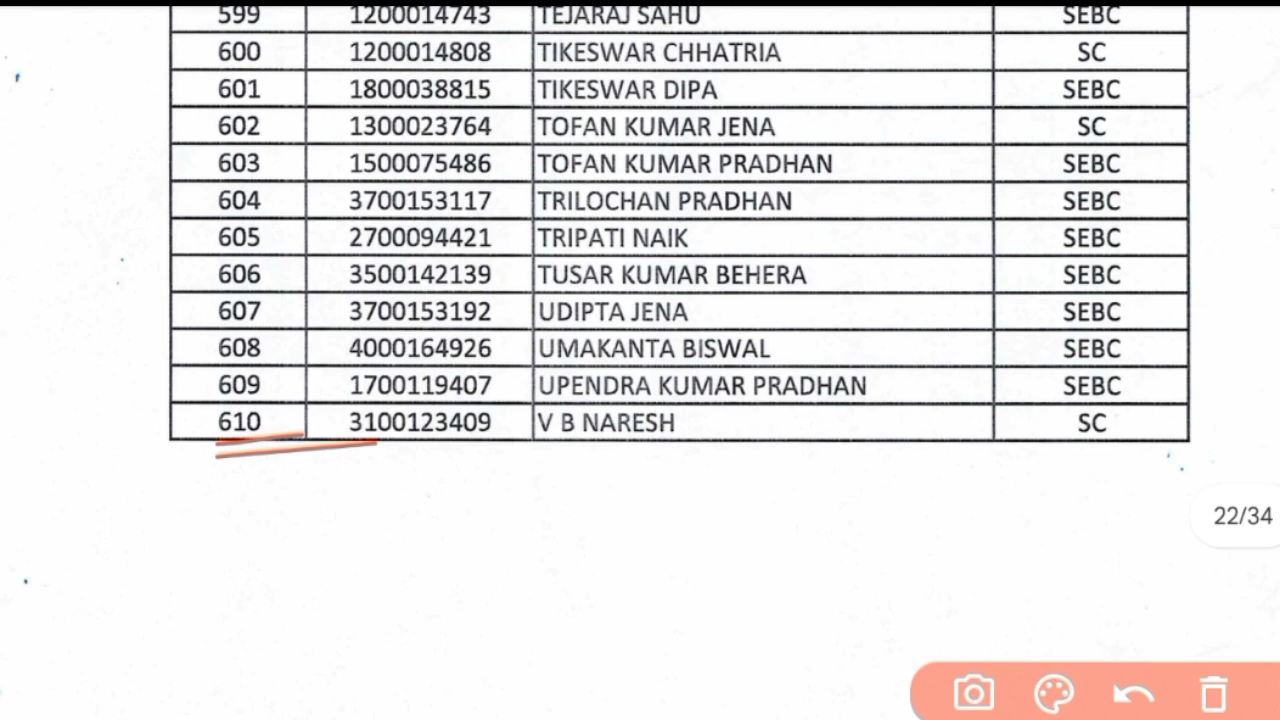 599 1200014743 TEJARAJ SAHU SEBC
600 1200014808 TIKESWAR CHHATRIA SC
601 1800038815 TIKESWAR DIPA SEBC
602 1300023764 TOFAN KUMAR JENA SC
603 1500075486 TOFAN KUMAR PRADHAN SEBC
604 3700153117 TRILOCHAN PRADHAN SEBC
605 2700094421 TRIPATI NAIK SEBC
606 3500142139 TUSAR KUMAR BEHERA SEBC
607 3700153192 UDIPTA JENA SEBC
608 4000164926 UMAKANTA BISWAL SEBC
609 1700119407 UPENDRA KUMAR PRADHAN SEBC
610 3100123409 V B NARESH SC
22/34